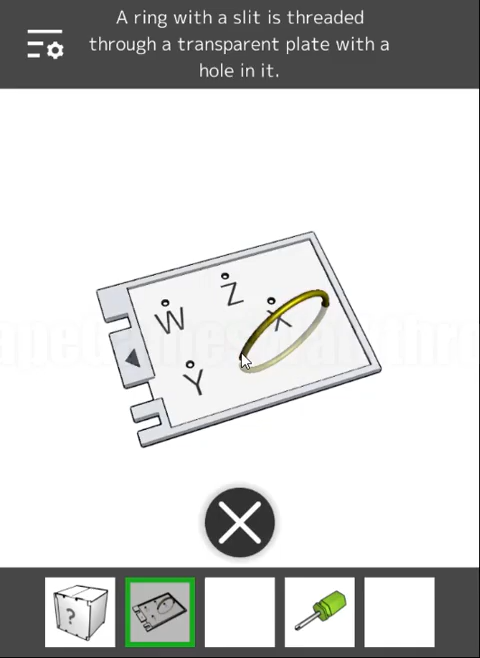 A ring with a slit is threaded
through a transparent plate with a
hole in it.
Z
W
X
Y
?